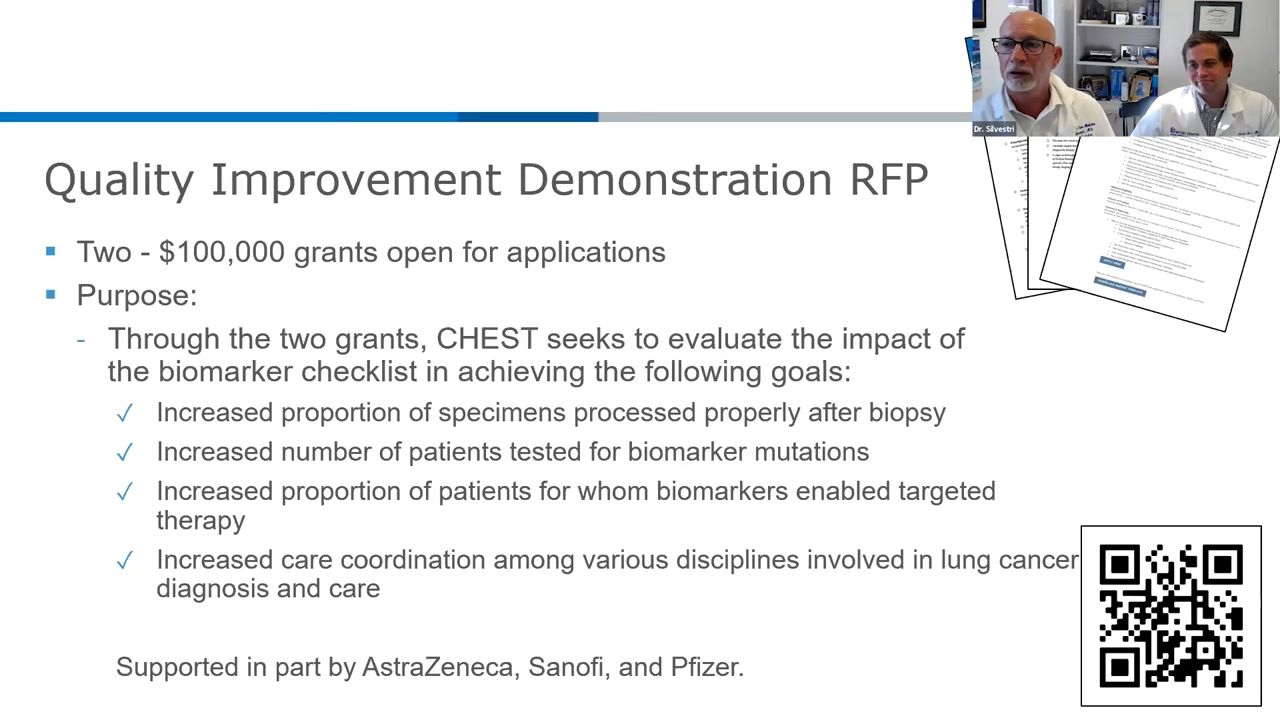 Dr. Silvestri
Quality Improvement Demonstration RFP
Two - $100,000 grants open for applications
Purpose:
- Through the two grants, CHEST seeks to evaluate the impact of
the biomarker checklist in achieving the following goals:
✓ Increased proportion of specimens processed properly after biopsy
✓ Increased number of patients tested for biomarker mutations
✓ Increased proportion of patients for whom biomarkers enabled targeted
therapy
✓ Increased care coordination among various disciplines involved in lung cancer
diagnosis and care
Supported in part by AstraZeneca, Sanofi, and Pfizer.